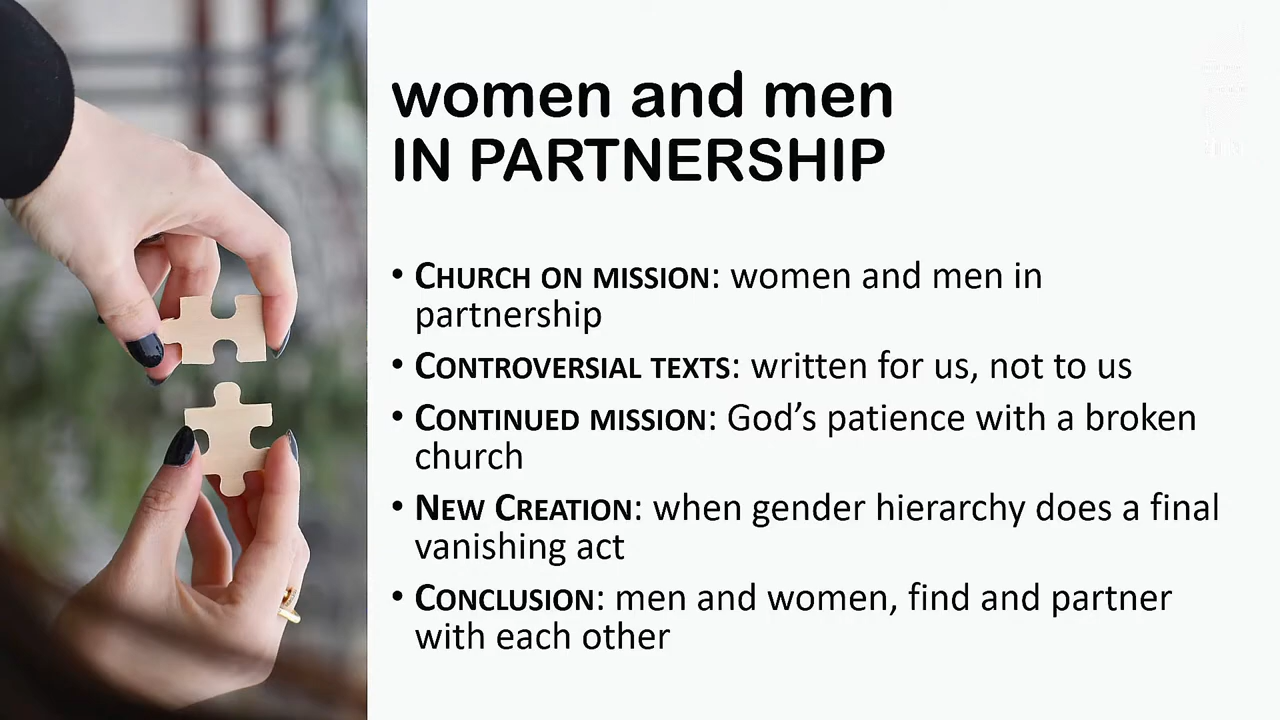 women and men
IN PARTNERSHIP
• CHURCH ON MISSION: women and men in
partnership
• CONTROVERSIAL TEXTS: written for us, not to us
• CONTINUED MISSION: God’s patience with a broken
church
• NEW CREATION: when gender hierarchy does a final
vanishing act
• CONCLUSION: men and women, find and partner
with each other